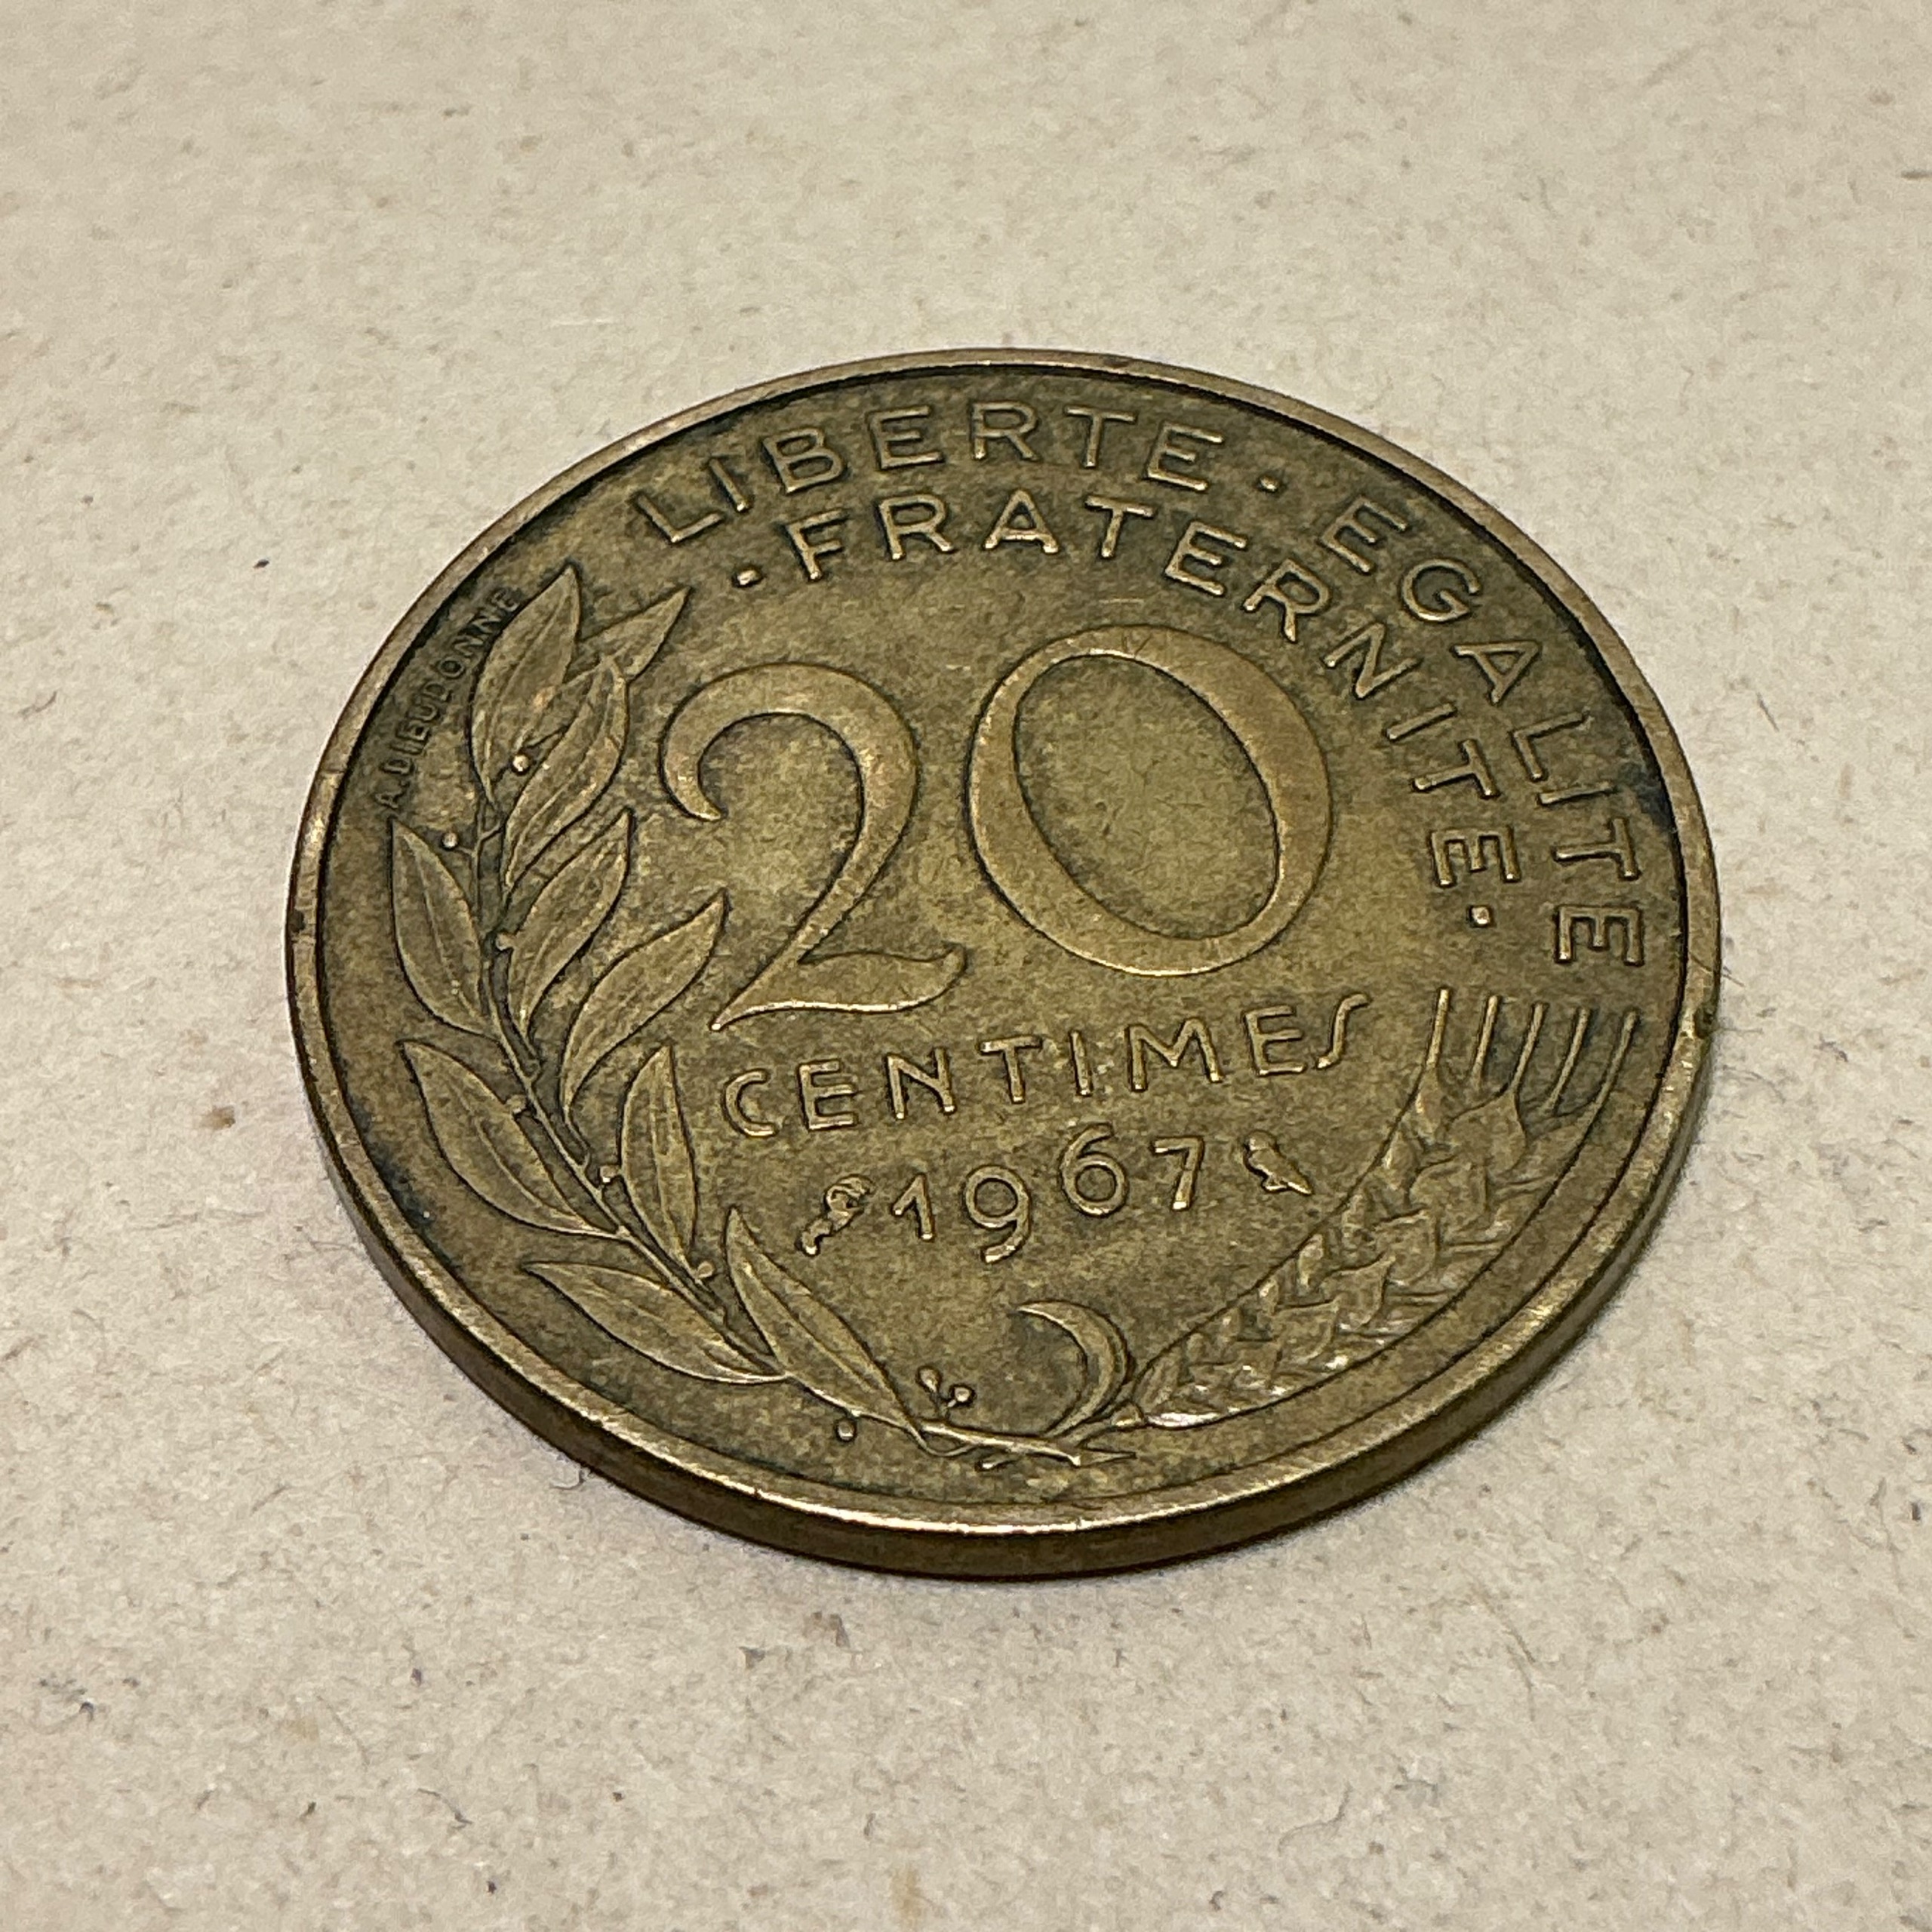 LIBERTE · EGALITE
· FRATERNITE ·
A. DIEUDONNE
20
CENTIMES
1967